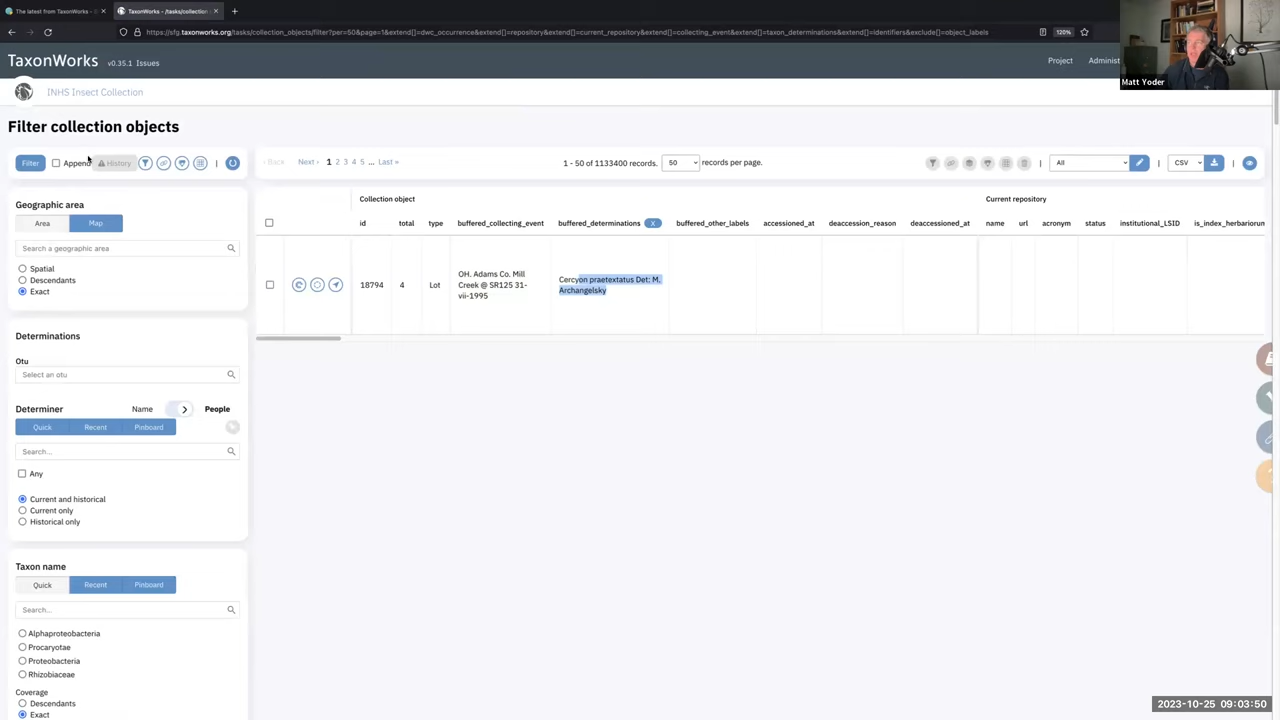 The latest from TaxonWorks - G
TaxonWorks - /tasks/collection_
https://sfg.taxonworks.org/tasks/collection_objects/filter?per=50&page=1&extend[]=dwc_occurrence&extend[]=repository&extend[]=current_repository&extend[]=collecting_event&extend[]=taxon_determinations&extend[]=identifiers&exclude[]=object_labels
120%
TaxonWorks v0.35.1 Issues
Project Administ
Matt Yoder
INHS Insect Collection
Filter collection objects
Filter Append History
Back Next 1 2 3 4 5 ... Last »
1 - 50 of 1133400 records. 50 records per page.
All CSV
Geographic area
Area Map
Search a geographic area
Spatial
Descendants
Exact
Collection object Current repository
id total type buffered_collecting_event buffered_determinations X buffered_other_labels accessioned_at deaccession_reason deaccessioned_at name url acronym status institutional_LSID is_index_herbariorum
18794 4 Lot
OH. Adams Co. Mill
Creek @ SR125 31-
vii-1995
Cercyon praetextatus Det: M.
Archangelsky
Determinations
Otu
Select an otu
Determiner Name People
Quick Recent Pinboard
Search...
Any
Current and historical
Current only
Historical only
Taxon name
Quick Recent Pinboard
Search...
Alphaproteobacteria
Procaryotae
Proteobacteria
Rhizobiaceae
Coverage
Descendants
Exact
2023-10-25 09:03:50